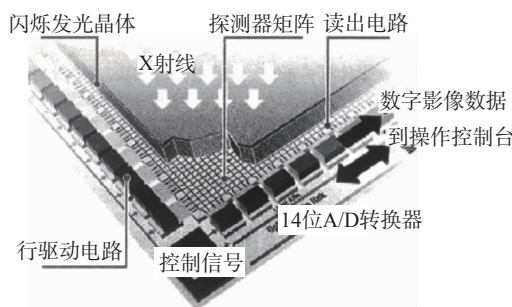 闪烁发光晶体
探测器矩阵
读出电路
X射线
数字影像数据
到操作控制台
14位A/D转换器
行驱动电路
控制信号